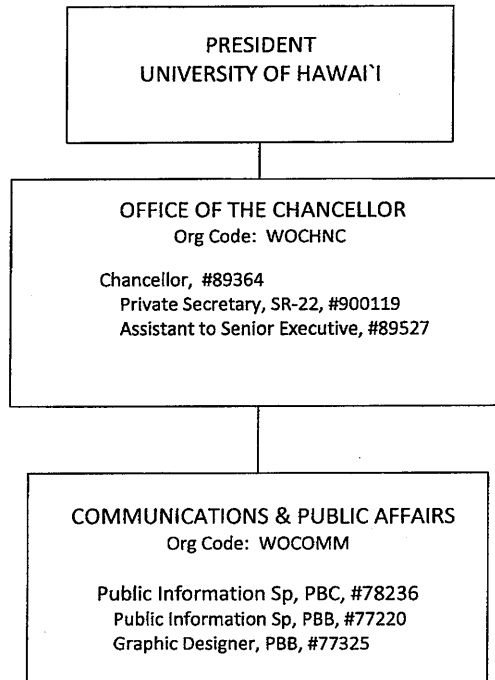 PRESIDENT
UNIVERSITY OF HAWAI`I
OFFICE OF THE CHANCELLOR
Org Code: WOCHNC
Chancellor, #89364
Private Secretary, SR-22, #900119
Assistant to Senior Executive, #89527
COMMUNICATIONS & PUBLIC AFFAIRS
Org Code: WOCOMM
Public Information Sp, PBC, #78236
Public Information Sp, PBB, #77220
Graphic Designer, PBB, #77325